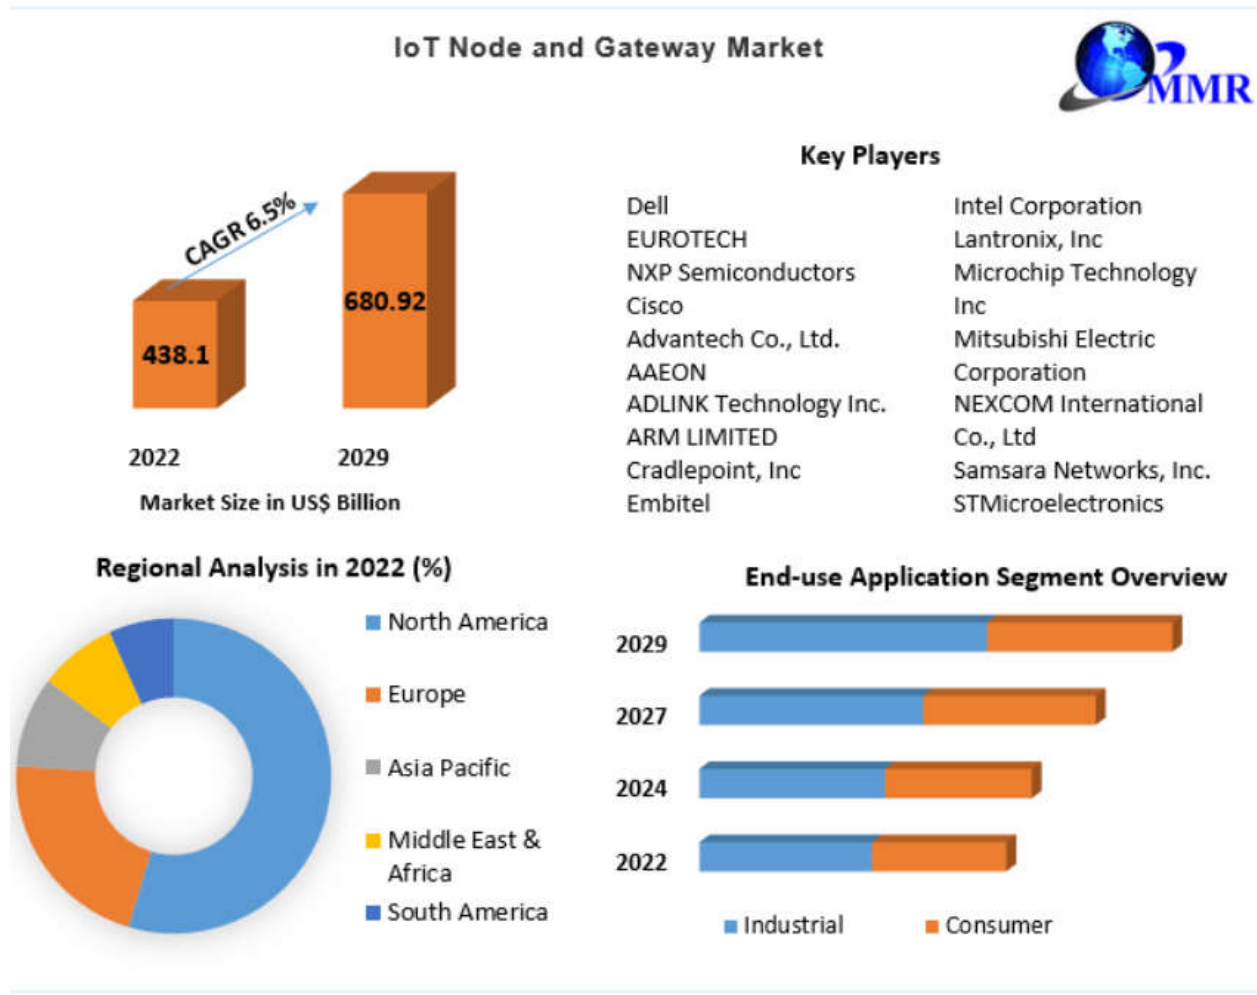 IoT Node and Gateway Market
MMR
CAGR 6.5%
438.1
680.92
2022
2029
Market Size in US$ Billion
Key Players
Dell
EUROTECH
NXP Semiconductors
Cisco
Advantech Co., Ltd.
AAEON
ADLINK Technology Inc.
ARM LIMITED
Cradlepoint, Inc
Embitel
Intel Corporation
Lantronix, Inc
Microchip Technology
Inc
Mitsubishi Electric
Corporation
NEXCOM International
Co., Ltd
Samsara Networks, Inc.
STMicroelectronics
Regional Analysis in 2022 (%)
North America
Europe
Asia Pacific
Middle East &
Africa
South America
End-use Application Segment Overview
2029
2027
2024
2022
Industrial
Consumer